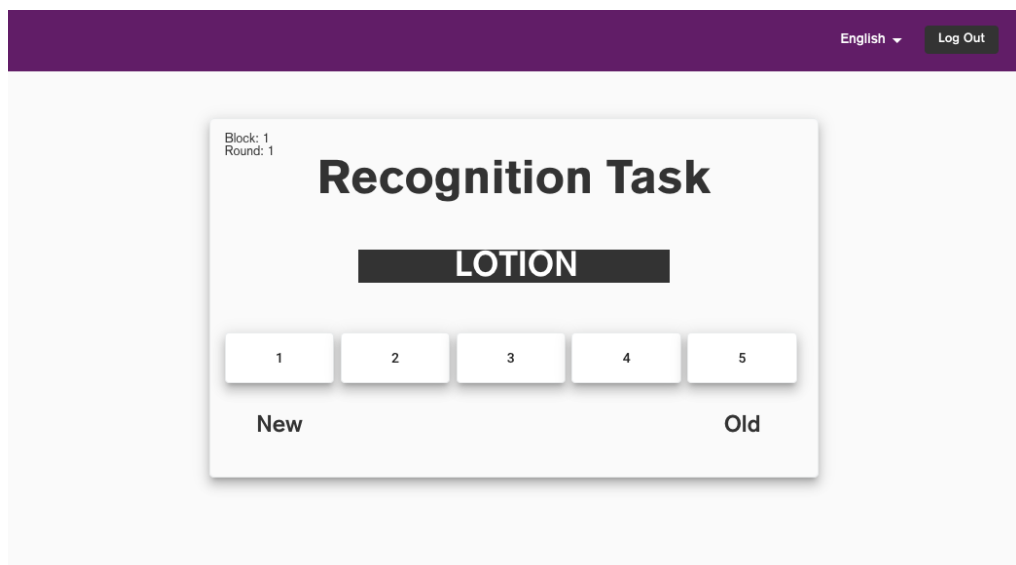 English
Log Out
Block: 1
Round: 1
Recognition Task
LOTION
1 2 3 4 5
New Old